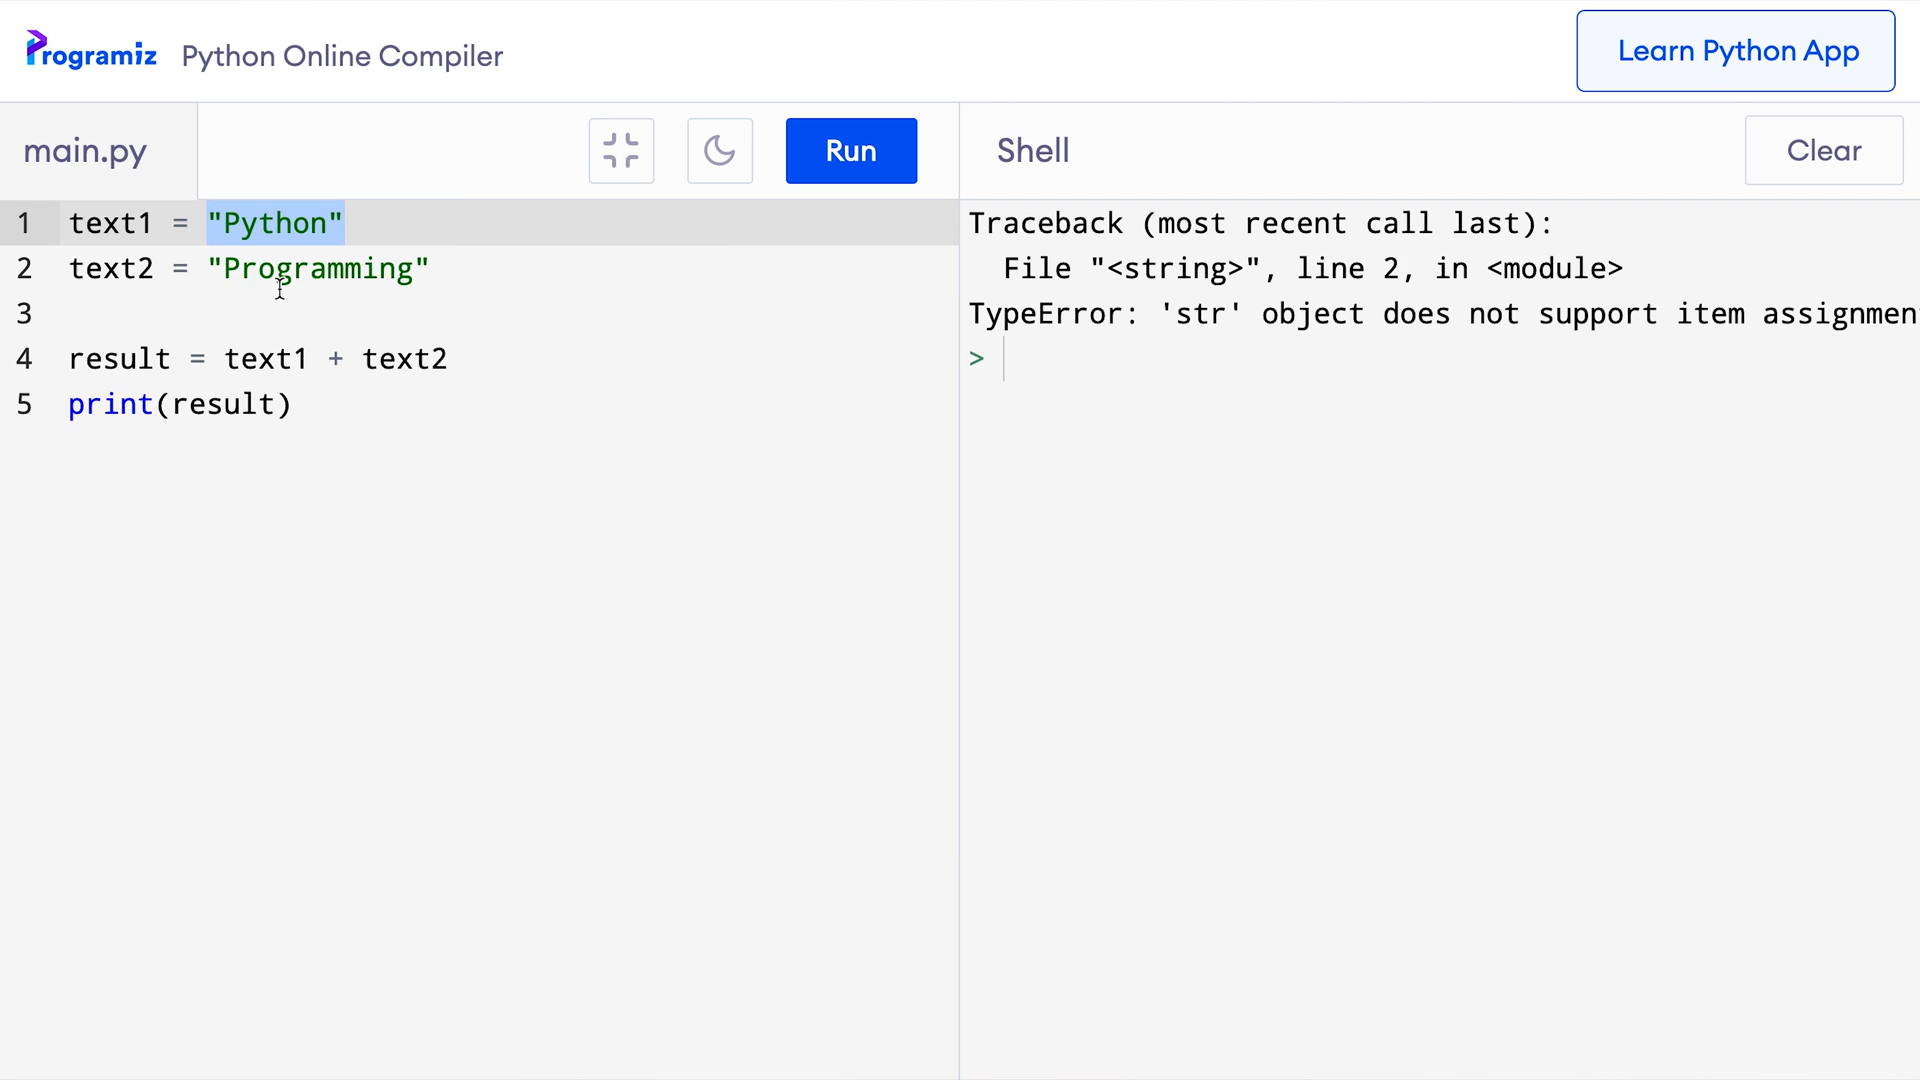 Programiz Python Online Compiler
Learn Python App
main.py
Run
Shell
Clear
1 text1 = "Python"
2 text2 = "Programming"
3
4 result = text1 + text2
5 print(result)
Traceback (most recent call last):
File "<string>", line 2, in <module>
TypeError: 'str' object does not support item assignmen
>